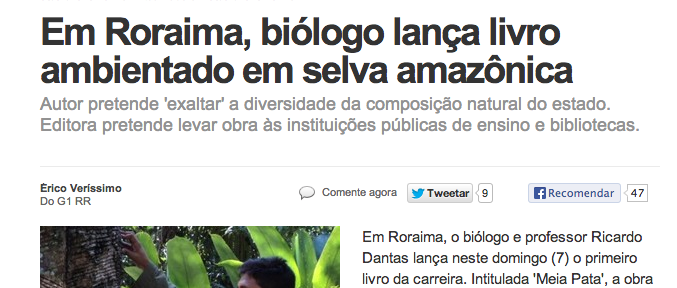 Em Roraima, biólogo lança livro
ambientado em selva amazônica
Autor pretende 'exaltar' a diversidade da composição natural do estado.
Editora pretende levar obra às instituições públicas de ensino e bibliotecas.
Érico Veríssimo
Do G1 RR
Comente agora
Tweetar
9
Recomendar
47
Em Roraima, o biólogo e professor Ricardo
Dantas lança neste domingo (7) o primeiro
livro da carreira. Intitulada 'Meia Pata', a obra